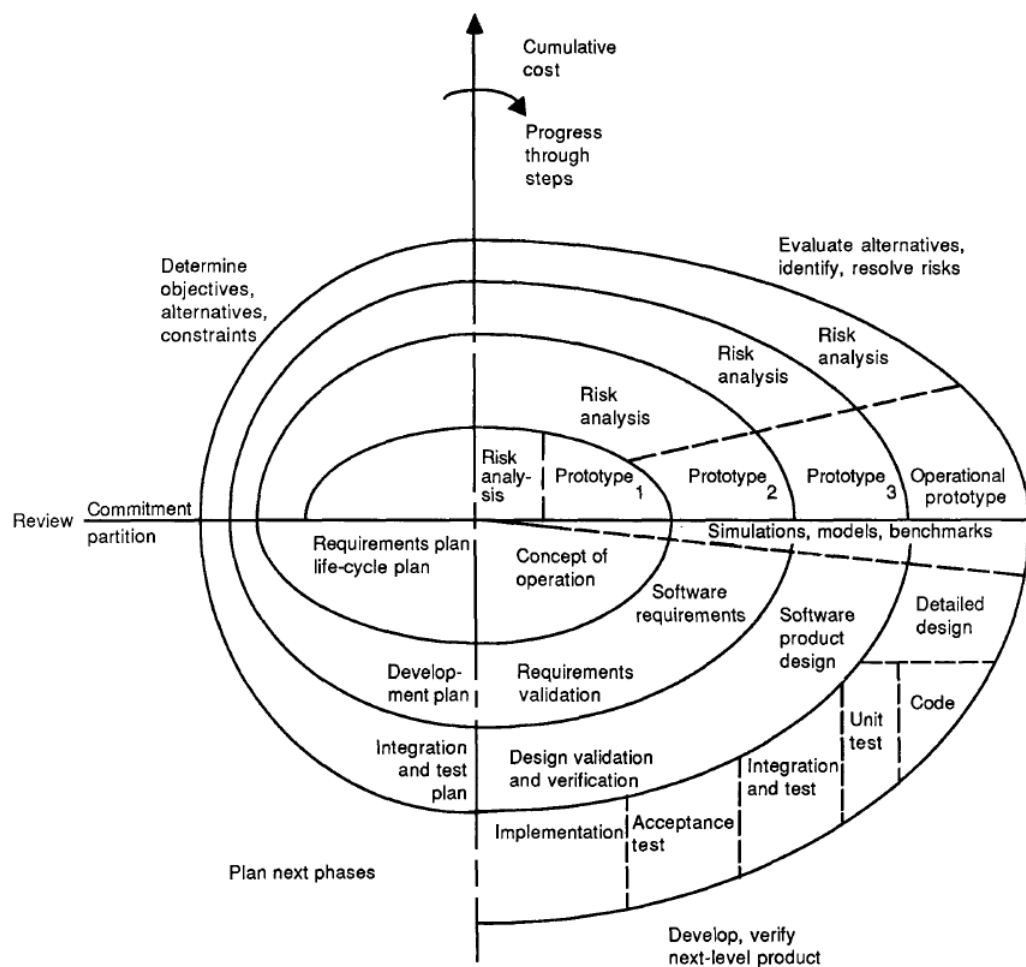 Cumulative
cost
Progress
through
steps
Evaluate alternatives,
identify, resolve risks
Determine
objectives,
alternatives,
constraints
Risk
analysis
Risk
analysis
Risk
analysis
Risk
analy-
sis
Prototype 1
Prototype 2
Prototype 3
Operational
prototype
Review
Commitment
partition
Simulations, models, benchmarks
Requirements plan
life-cycle plan
Concept of
operation
Software
requirements
Software
product
design
Detailed
design
Develop-
ment plan
Requirements
validation
Code
Unit
test
Integration
and test
plan
Design validation
and verification
Integration
and test
Implementation
Acceptance
test
Plan next phases
Develop, verify
next-level product